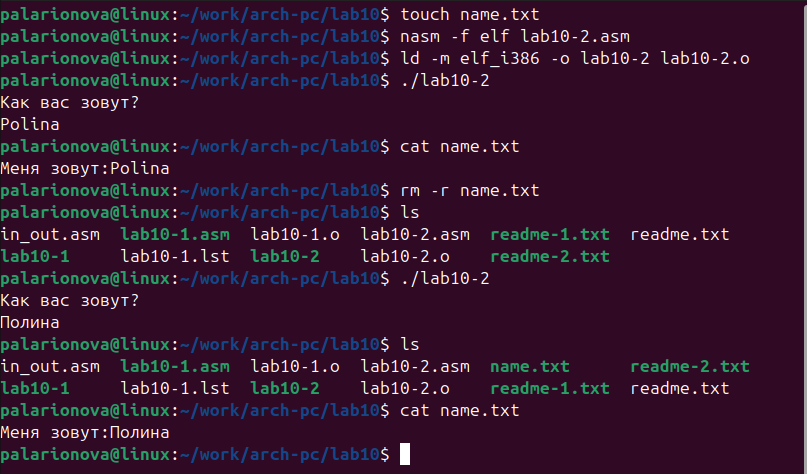 palarionova@linux:~/work/arch-pc/lab10$ touch name.txt
palarionova@linux:~/work/arch-pc/lab10$ nasm -f elf lab10-2.asm
palarionova@linux:~/work/arch-pc/lab10$ ld -m elf_i386 -o lab10-2 lab10-2.o
palarionova@linux:~/work/arch-pc/lab10$ ./lab10-2
Как вас зовут?
Polina
palarionova@linux:~/work/arch-pc/lab10$ cat name.txt
Меня зовут:Polina
palarionova@linux:~/work/arch-pc/lab10$ rm -r name.txt
palarionova@linux:~/work/arch-pc/lab10$ ls
in_out.asm lab10-1.asm lab10-1.o lab10-2.asm readme-1.txt readme.txt
lab10-1 lab10-1.lst lab10-2 lab10-2.o readme-2.txt
palarionova@linux:~/work/arch-pc/lab10$ ./lab10-2
Как вас зовут?
Полина
palarionova@linux:~/work/arch-pc/lab10$ ls
in_out.asm lab10-1.asm lab10-1.o lab10-2.asm name.txt readme-2.txt
lab10-1 lab10-1.lst lab10-2 lab10-2.o readme-1.txt readme.txt
palarionova@linux:~/work/arch-pc/lab10$ cat name.txt
Меня зовут:Полина
palarionova@linux:~/work/arch-pc/lab10$